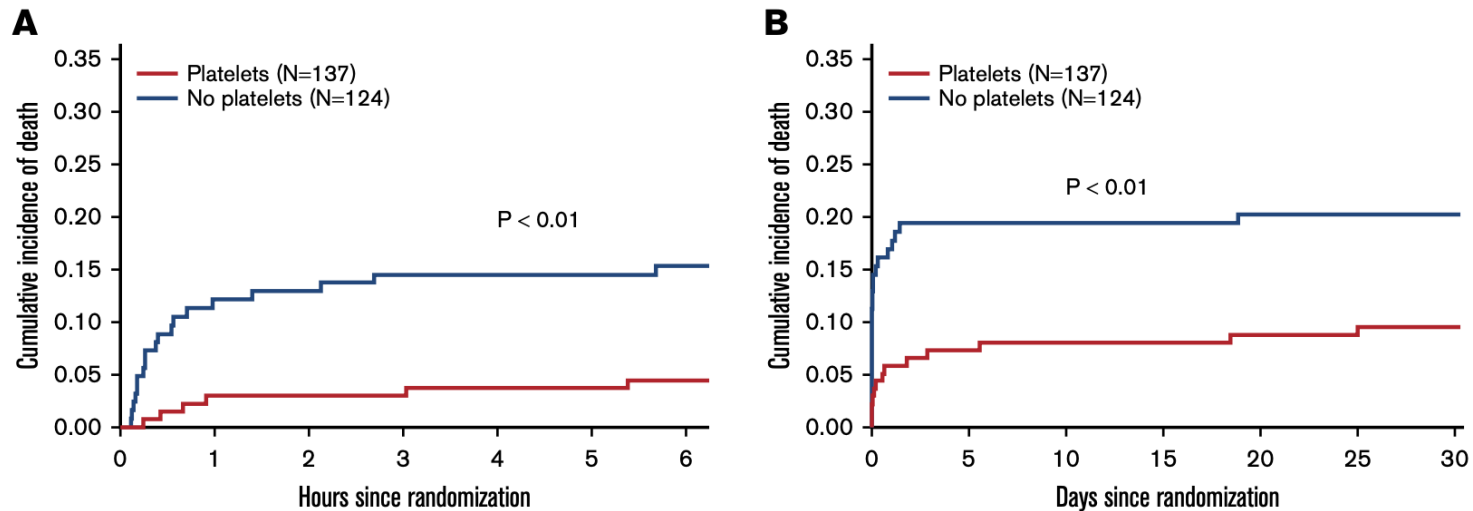 A
Cumulative incidence of death
0.35
0.30
0.25
0.20
0.15
0.10
0.05
0.00
Platelets (N=137)
No platelets (N=124)
P < 0.01
0 1 2 3 4 5 6
Hours since randomization
B
Cumulative incidence of death
0.35
0.30
0.25
0.20
0.15
0.10
0.05
0.00
Platelets (N=137)
No platelets (N=124)
P < 0.01
0 5 10 15 20 25 30
Days since randomization